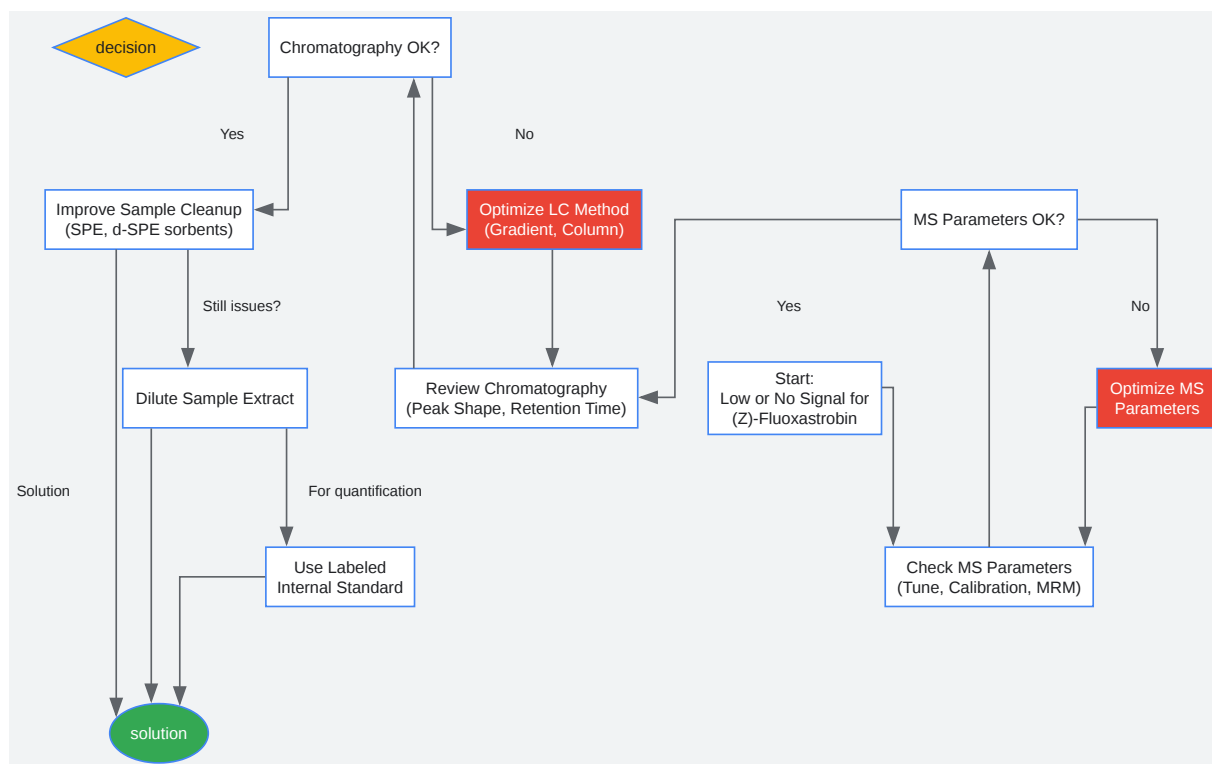 decision
Chromatography OK?
Yes
No
Improve Sample Cleanup
(SPE, d-SPE sorbents)
Optimize LC Method
(Gradient, Column)
MS Parameters OK?
Still issues?
Yes
No
Dilute Sample Extract
Review Chromatography
(Peak Shape, Retention Time)
Start:
Low or No Signal for
(Z)-Fluoxastrobin
Optimize MS
Parameters
Solution
For quantification
Use Labeled
Internal Standard
Check MS Parameters
(Tune, Calibration, MRM)
solution